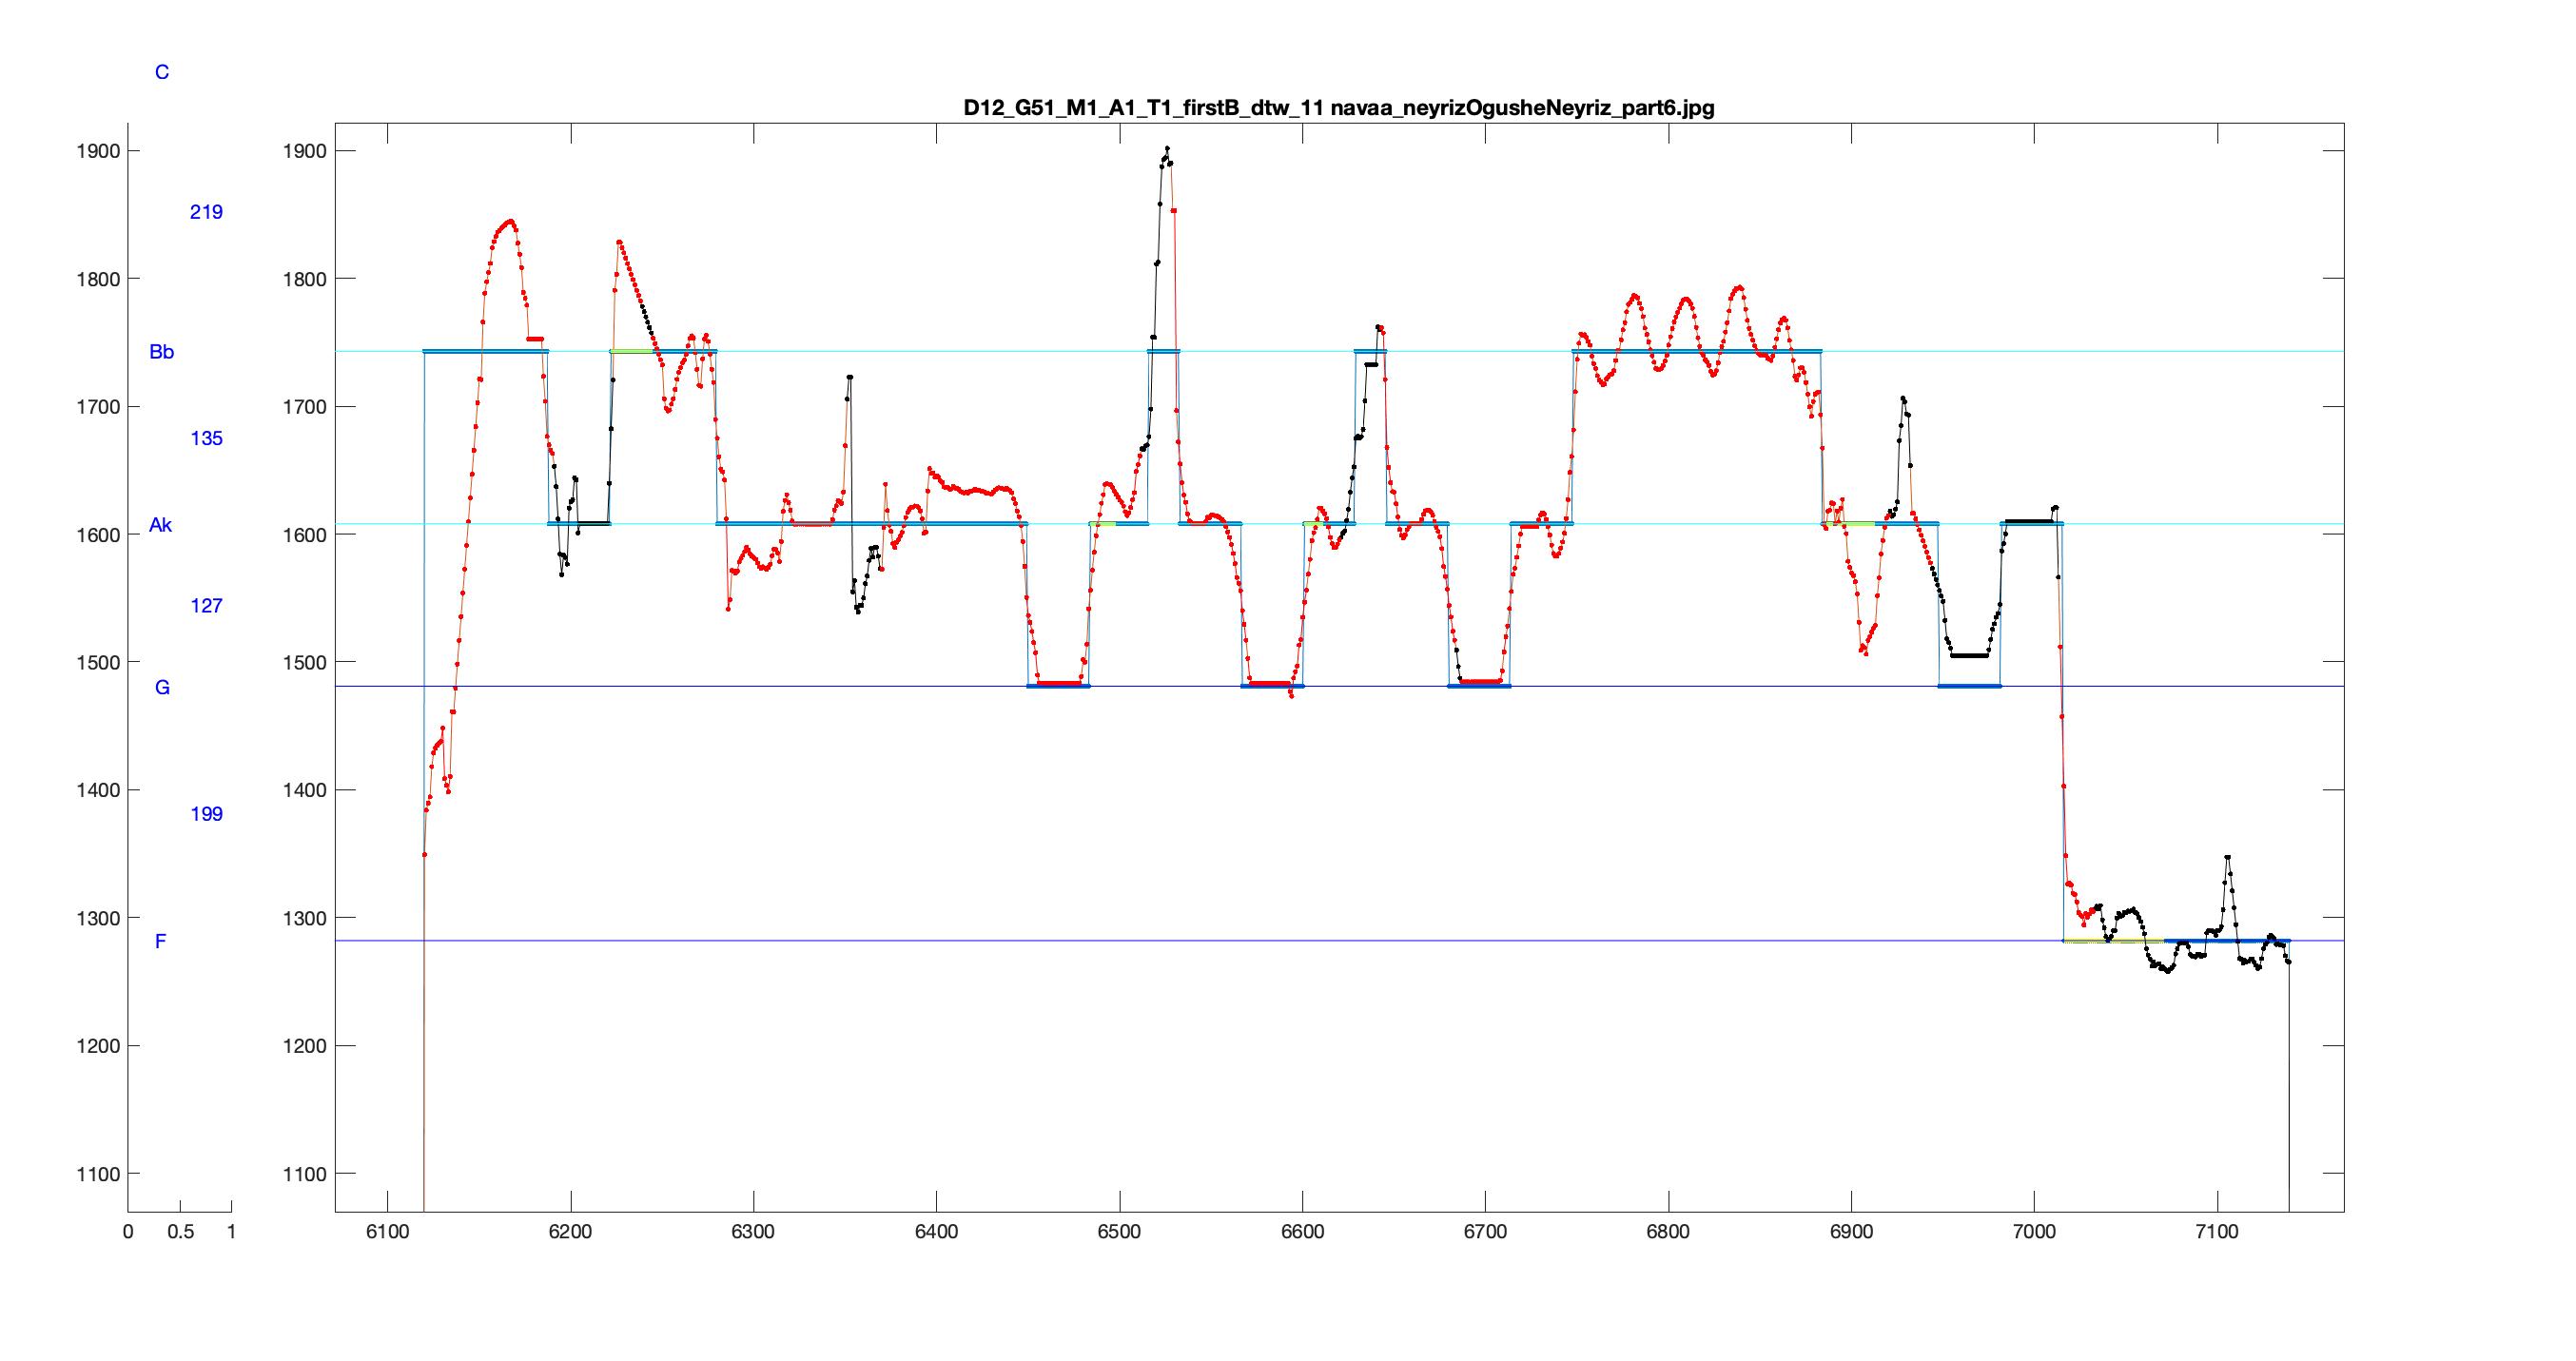 C
D12_G51_M1_A1_T1_firstB_dtw_11 navaa_neyrizOgusheNeyriz_part6.jpg
1900 1900
219
1800 1800
Bb
1700 1700
135
Ak
1600 1600
127
1500 1500
G
1400 1400
199
1300 1300
F
1200 1200
1100 1100
0 0.5 1 6100 6200 6300 6400 6500 6600 6700 6800 6900 7000 7100